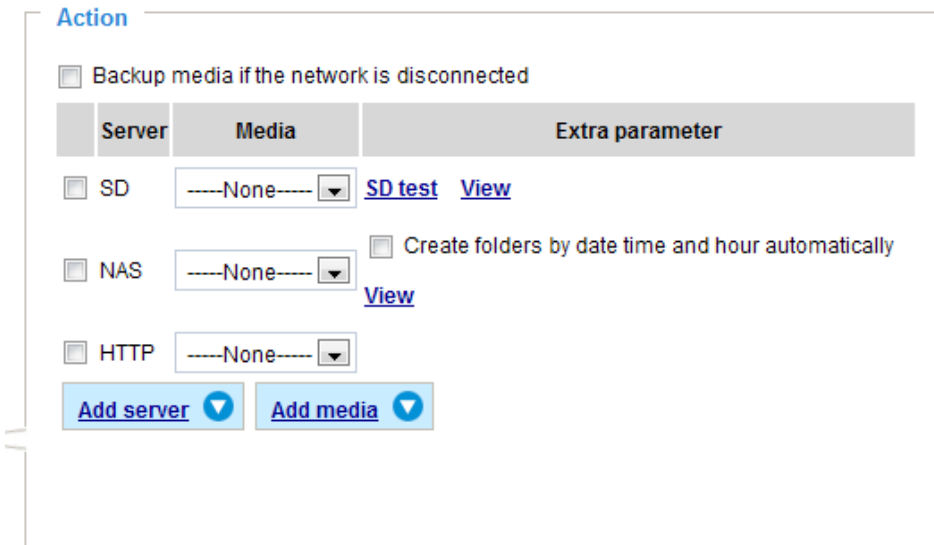 Action
Backup media if the network is disconnected
Server Media Extra parameter
SD -----None----- SD test View
Create folders by date time and hour automatically
NAS -----None-----
View
HTTP -----None-----
Add server Add media